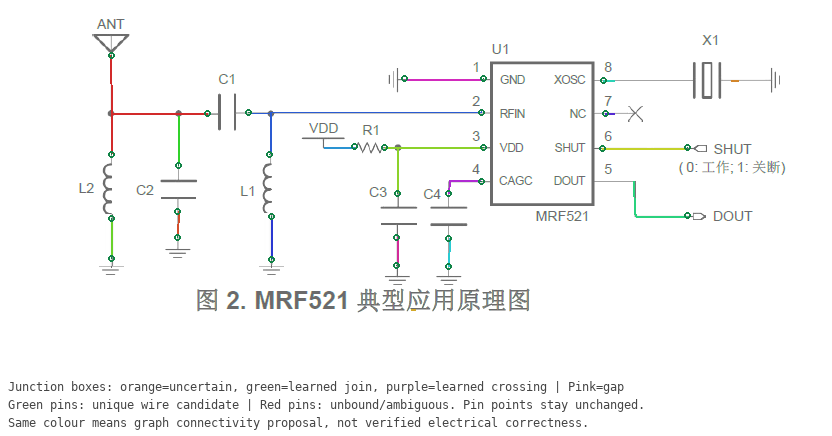 ANT
U1
X1
C1
1
GND
XOSC
8
2
RFIN
NC
7
VDD
R1
3
VDD
SHUT
6
SHUT
( 0: 工作; 1: 关断)
4
CAGC
DOUT
5
L2
C2
L1
C3
C4
MRF521
DOUT
图 2. MRF521 典型应用原理图
Junction boxes: orange=uncertain, green=learned join, purple=learned crossing | Pink=gap
Green pins: unique wire candidate | Red pins: unbound/ambiguous. Pin points stay unchanged.
Same colour means graph connectivity proposal, not verified electrical correctness.